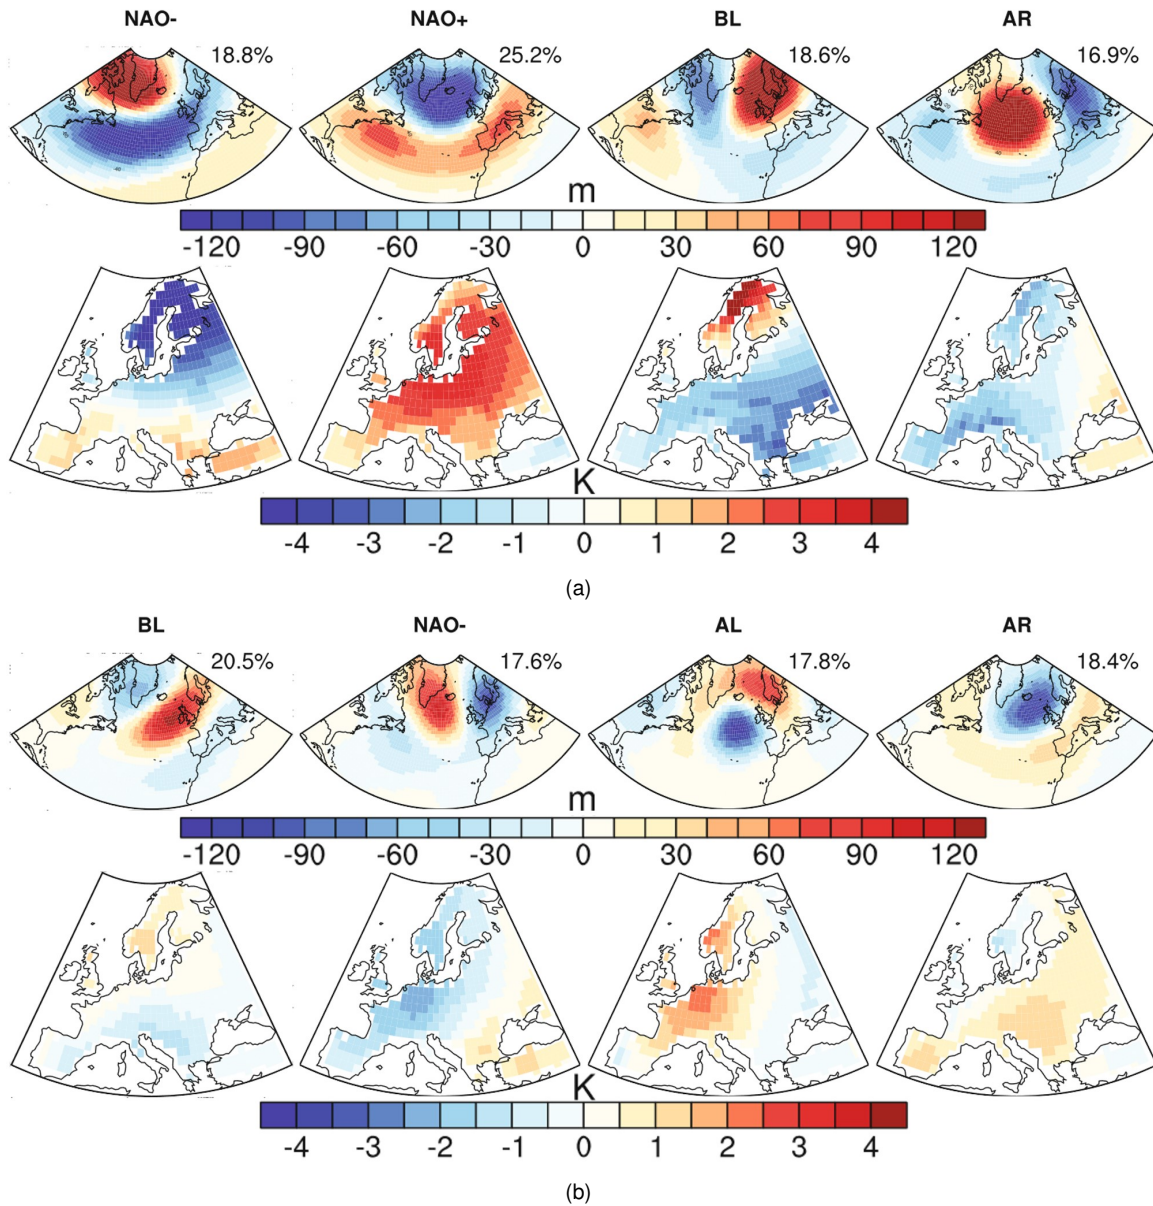 NAO- NAO+ BL AR
18.8% 25.2% 18.6% 16.9%
m
-120 -90 -60 -30 0 30 60 90 120
K
-4 -3 -2 -1 0 1 2 3 4
(a)
BL NAO- AL AR
20.5% 17.6% 17.8% 18.4%
m
-120 -90 -60 -30 0 30 60 90 120
K
-4 -3 -2 -1 0 1 2 3 4
(b)